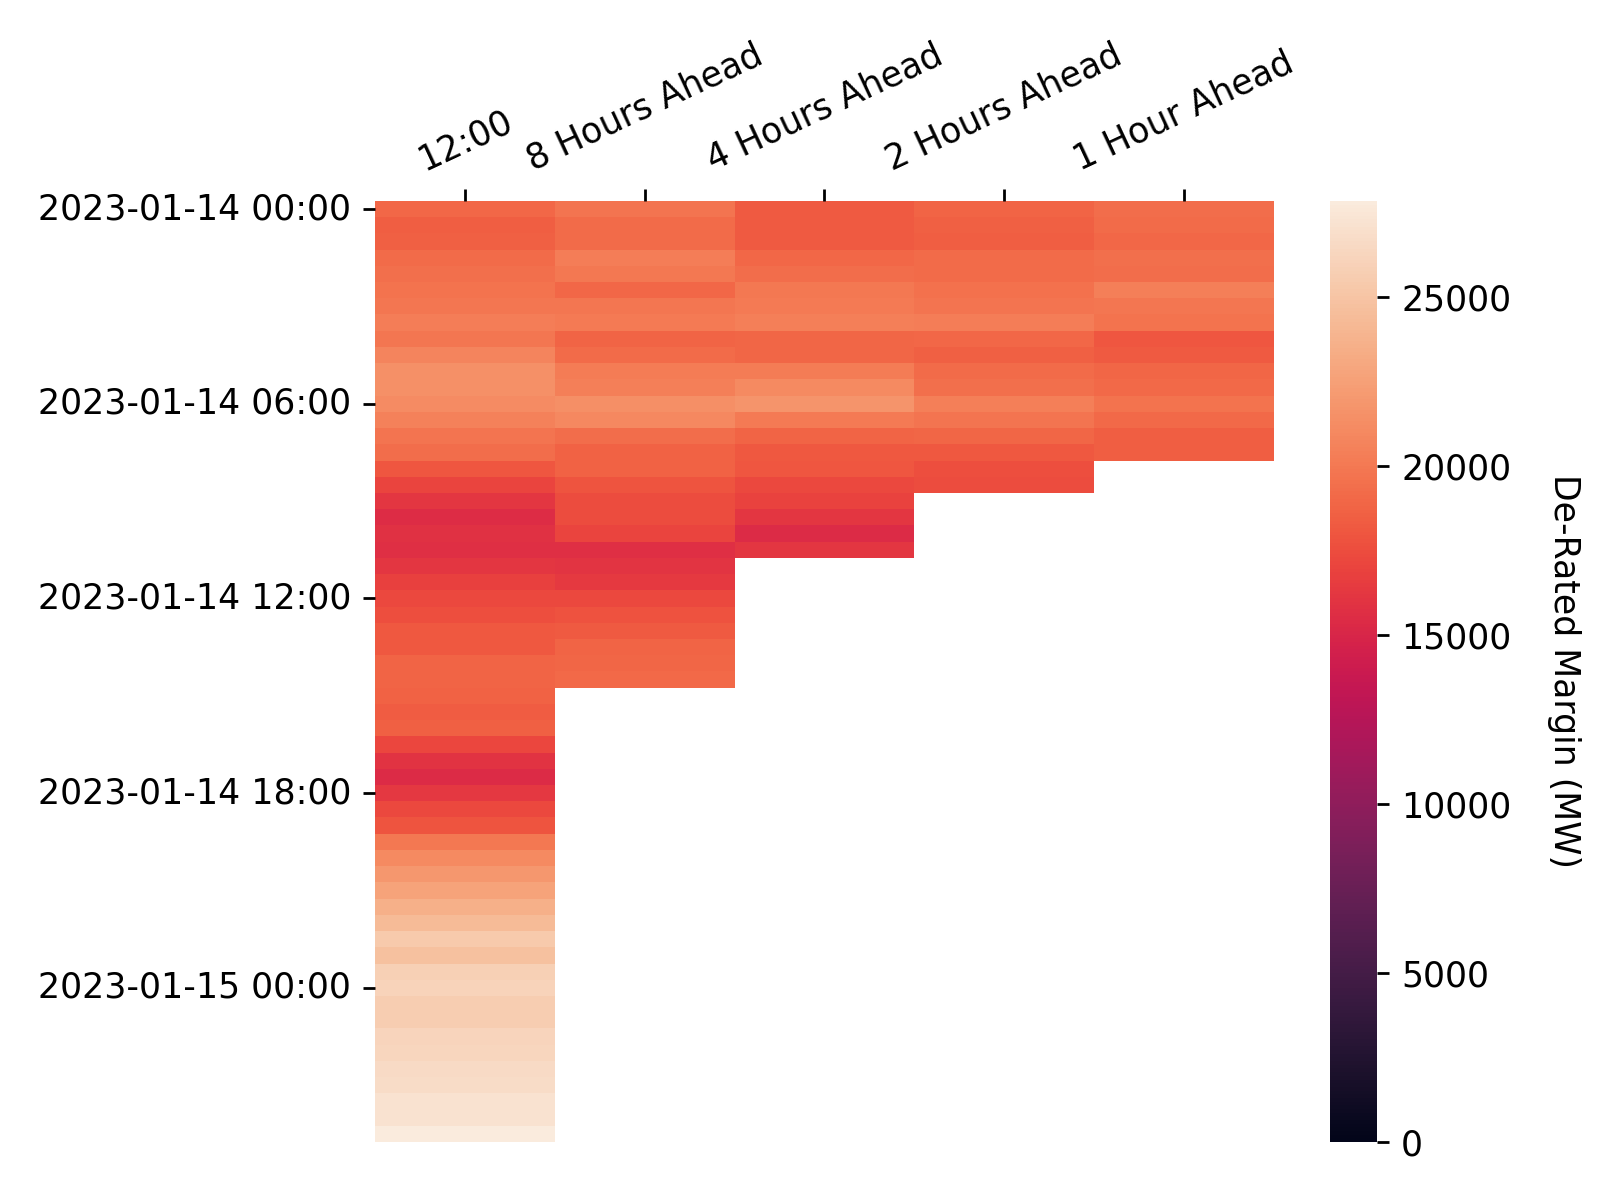 12:00
8 Hours Ahead
4 Hours Ahead
2 Hours Ahead
1 Hour Ahead
2023-01-14 00:00
2023-01-14 06:00
2023-01-14 12:00
2023-01-14 18:00
2023-01-15 00:00
25000
20000
15000
10000
5000
0
De-Rated Margin (MW)